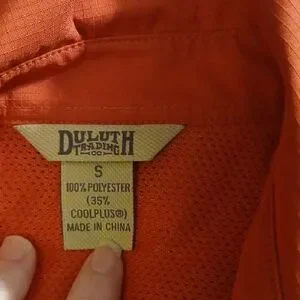 DULUTH
TRADING
CO
S
100% POLYESTER
(35%
COOLPLUS®)
MADE IN CHINA